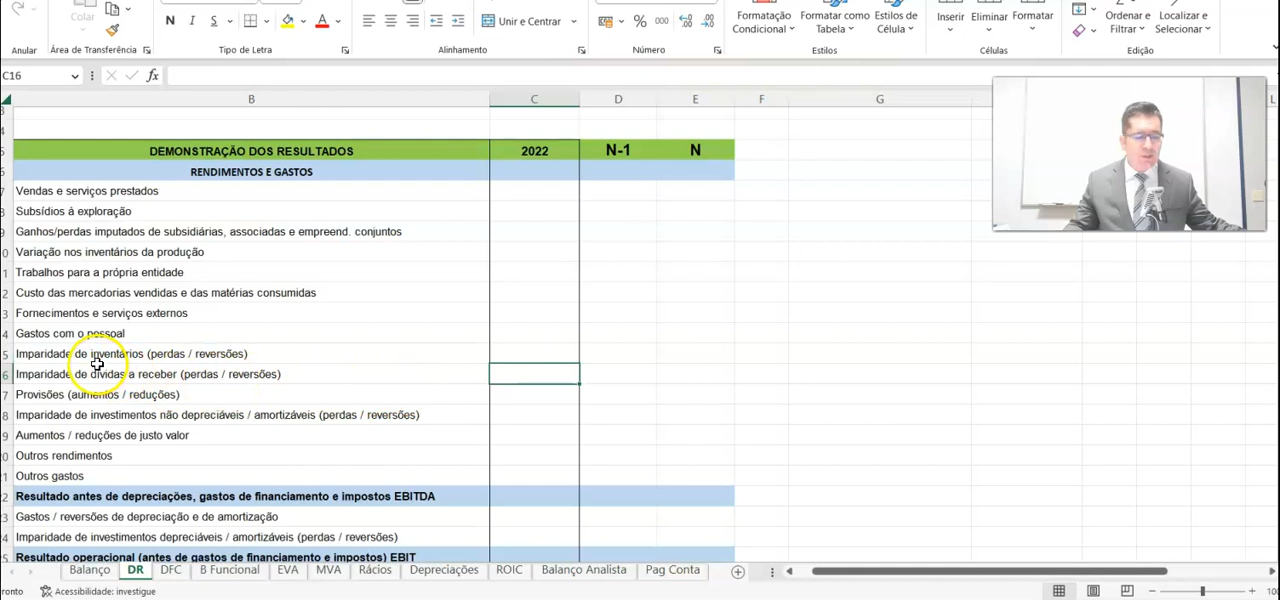 Colar
N I S A
Unir e Centrar
% 000
Formatação Condicional
Formatar como Tabela
Estilos de Célula
Inserir Eliminar Formatar
Ordenar e Filtrar
Localizar e Selecionar
Anular Área de Transferência Tipo de Letra Alinhamento Número Estilos Células Edição
C16 fx
B C D E F G L
DEMONSTRAÇÃO DOS RESULTADOS 2022 N-1 N
RENDIMENTOS E GASTOS
Vendas e serviços prestados
Subsídios à exploração
Ganhos/perdas imputados de subsidiárias, associadas e empreend. conjuntos
Variação nos inventários da produção
Trabalhos para a própria entidade
Custo das mercadorias vendidas e das matérias consumidas
Fornecimentos e serviços externos
Gastos com o pessoal
Imparidade de inventários (perdas / reversões)
Imparidade de dívidas a receber (perdas / reversões)
Provisões (aumentos / reduções)
Imparidade de investimentos não depreciáveis / amortizáveis (perdas / reversões)
Aumentos / reduções de justo valor
Outros rendimentos
Outros gastos
Resultado antes de depreciações, gastos de financiamento e impostos EBITDA
Gastos / reversões de depreciação e de amortização
Imparidade de investimentos depreciáveis / amortizáveis (perdas / reversões)
Resultado operacional (antes de gastos de financiamento e impostos) EBIT
Balanço DR DFC B Funcional EVA MVA Rácios Depreciações ROIC Balanço Analista Pag Conta
Acessibilidade: investigue